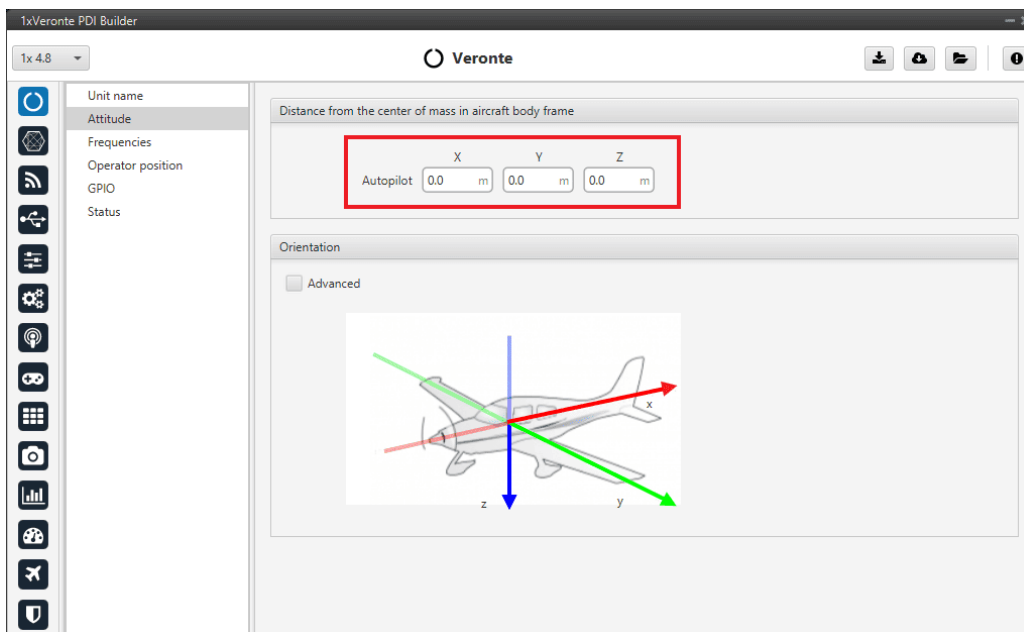 1xVeronte PDI Builder
1x 4.8
Veronte
Unit name
Attitude
Frequencies
Operator position
GPIO
Status
Distance from the center of mass in aircraft body frame
X Y Z
Autopilot 0.0 m 0.0 m 0.0 m
Orientation
Advanced
x
z
y